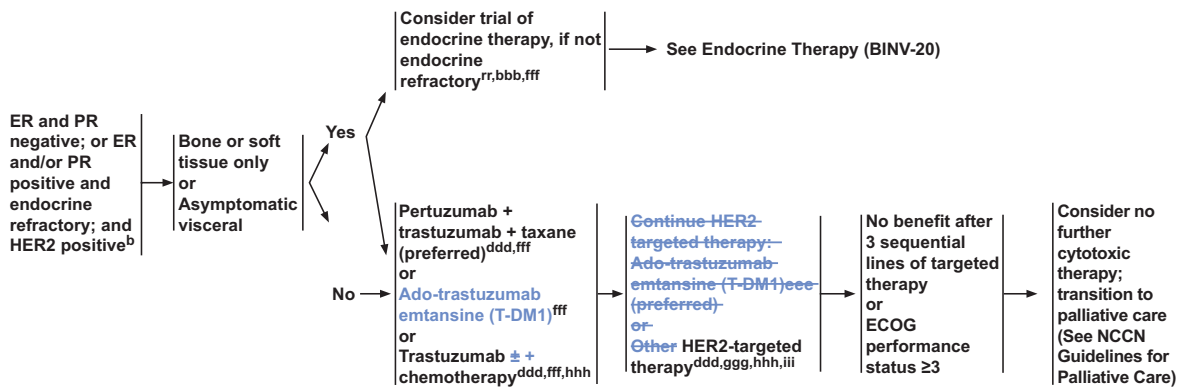 Consider trial of
endocrine therapy, if not
endocrine
refractoryrr,bbb,fff
See Endocrine Therapy (BINV-20)
ER and PR
negative; or ER
and/or PR
positive and
endocrine
refractory; and
HER2 positiveb
Bone or soft
tissue only
or
Asymptomatic
visceral
Yes
No
Pertuzumab +
trastuzumab + taxane
(preferred)ddd,fff
or
Ado-trastuzumab
emtansine (T-DM1)fff
or
Trastuzumab ± +
chemotherapyddd,fff,hhh
Continue HER2
targeted therapy:
Ado-trastuzumab
emtansine (T-DM1)eee
(preferred)
or
Other HER2-targeted
therapyddd,ggg,hhh,iii
No benefit after
3 sequential
lines of targeted
therapy
or
ECOG
performance
status ≥3
Consider no
further
cytotoxic
therapy;
transition to
palliative care
(See NCCN
Guidelines for
Palliative Care)